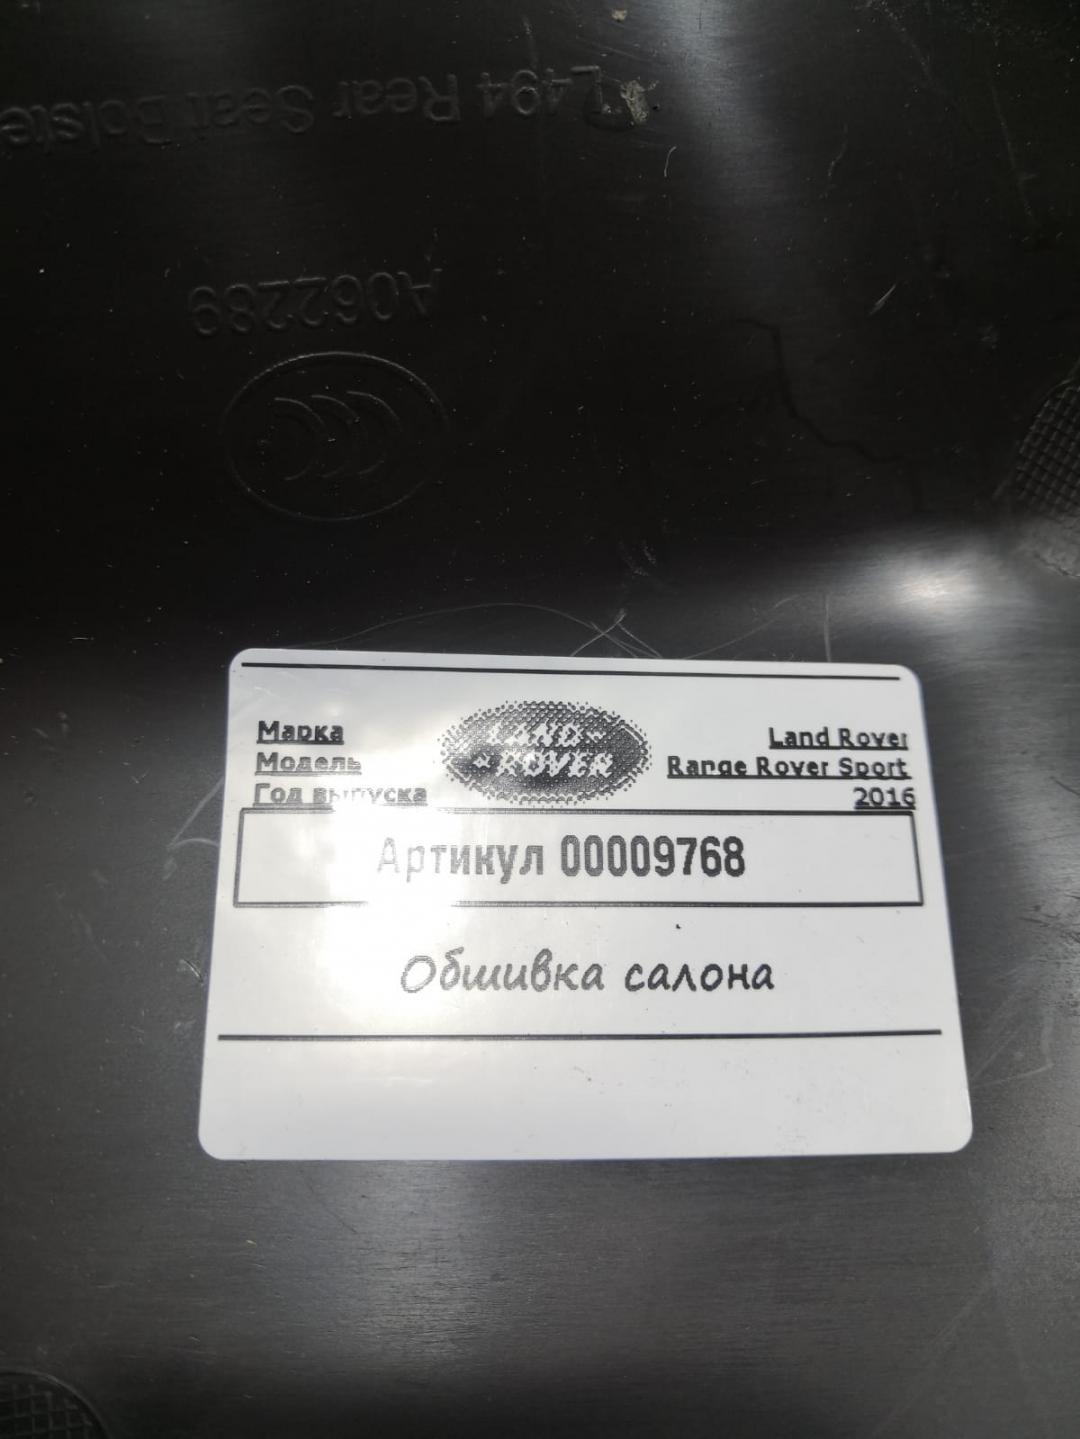 L494 Rear Seat Bolste
A062289
Марка
Модель
Год выпуска
LAND-
ROVER
Land Rover
Range Rover Sport
2016
Артикул 00009768
Обшивка салона